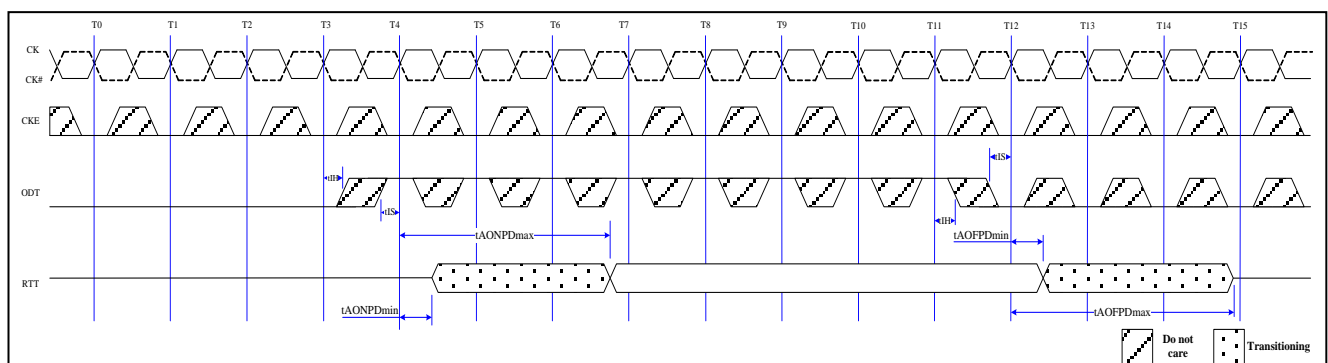 T0 T1 T2 T3 T4 T5 T6 T7 T8 T9 T10 T11 T12 T13 T14 T15
CK
CK#
CKE
tIS
ODT
tIH
tIS
tIH
tAONPDmax
tAOFPDmin
RTT
tAONPDmin
tAOFPDmax
Do not
care
Transitioning